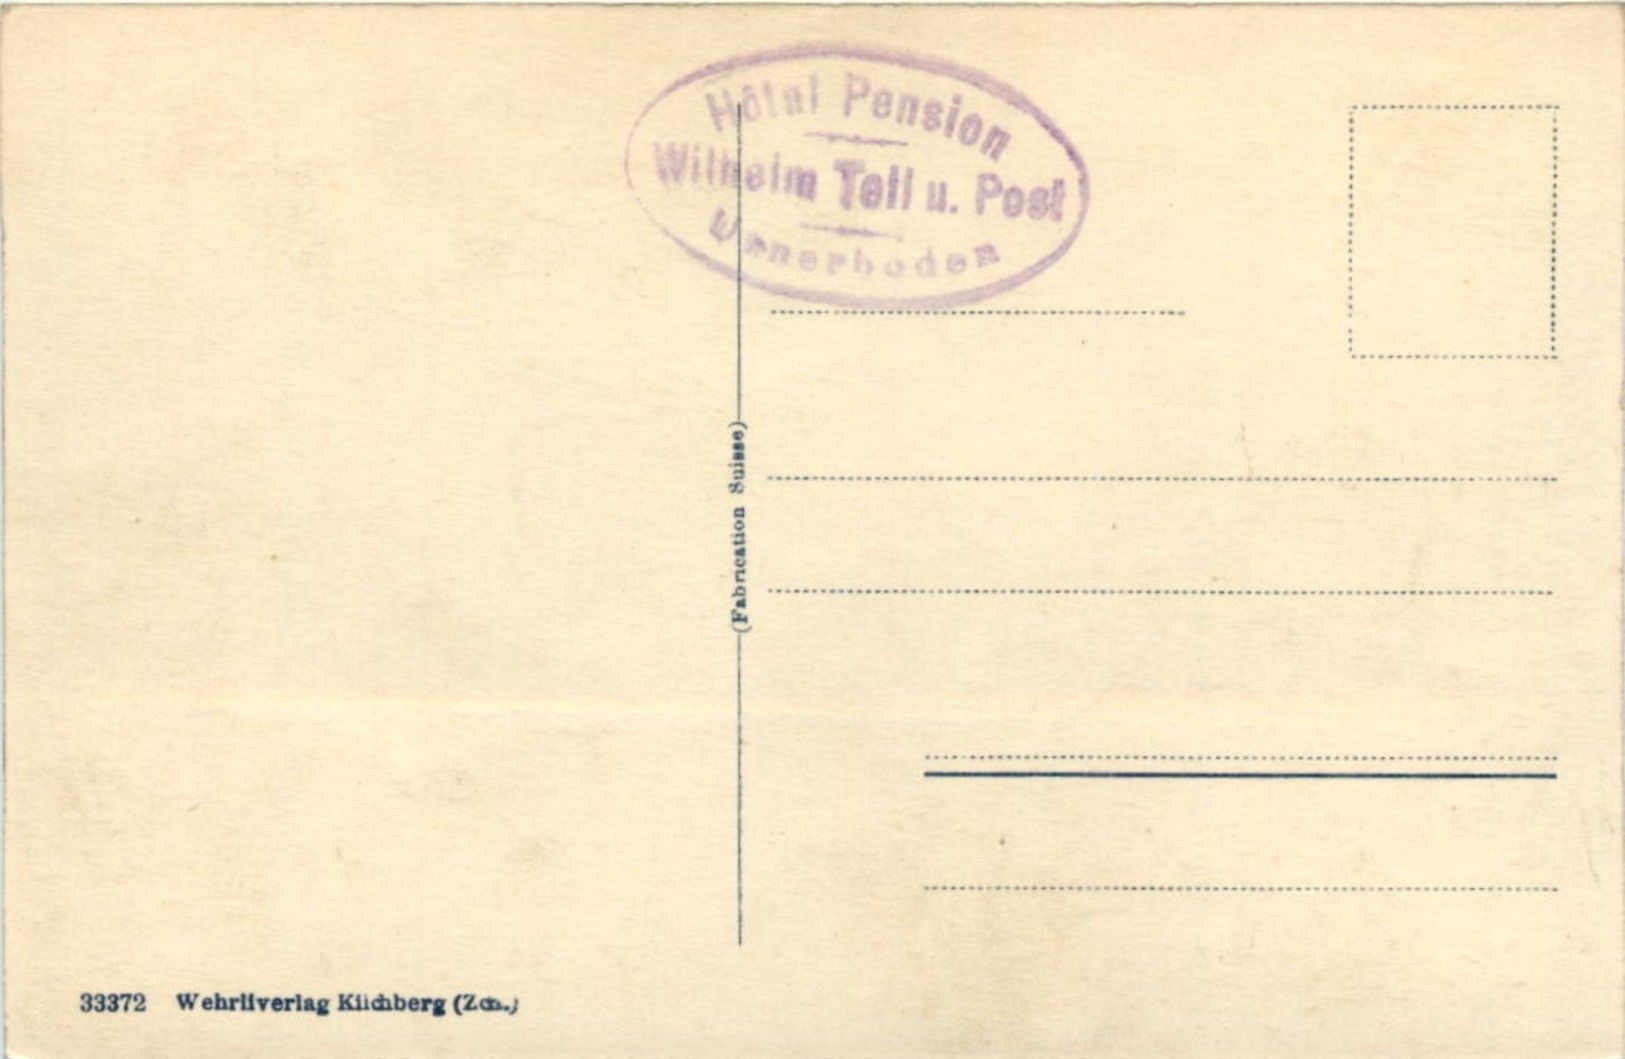 Hôtel Pension
Wilhelm Tell u. Post
Urnerboden
(Fabrication Suisse)
33372 Wehrliverlag Kilchberg (Zch.)